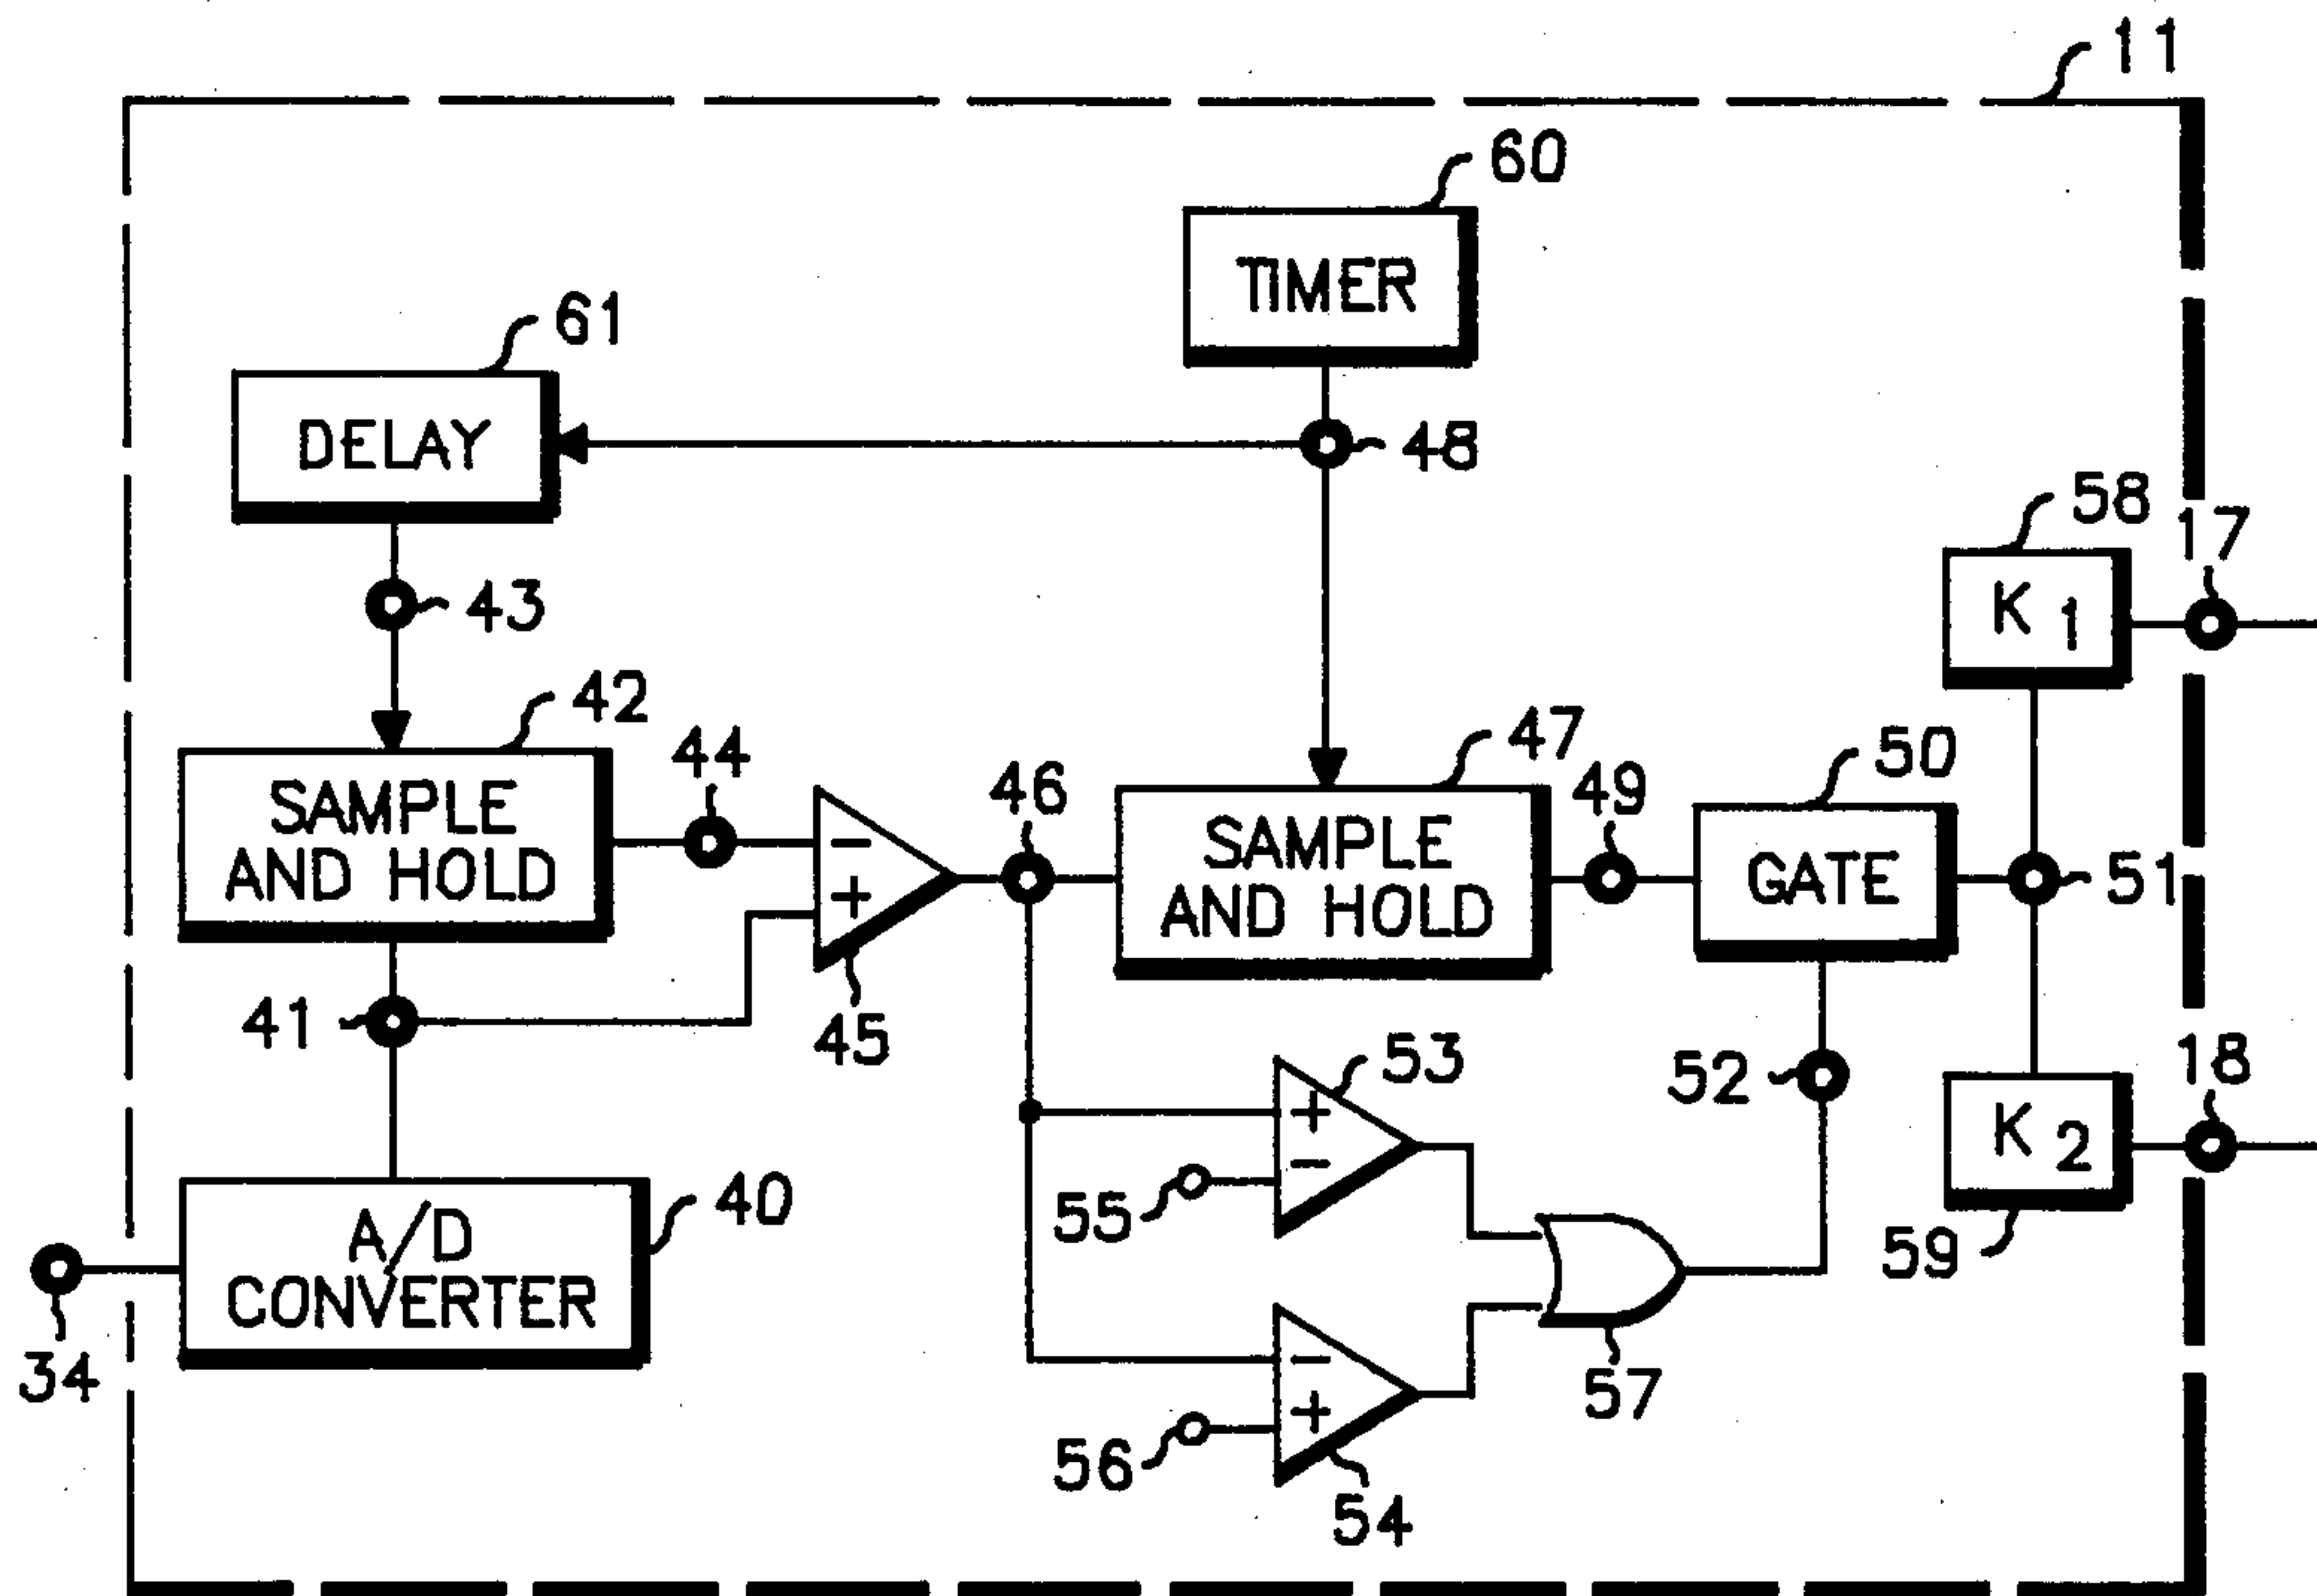 11
60
TIMER
61
DELAY
48
58
17
K 1
43
42
44
47
50
46
49
SAMPLE
AND HOLD
−
+
SAMPLE
AND HOLD
GATE
51
41
45
53
52
18
+
−
K 2
40
55
59
A/D
CONVERTER
34
−
+
57
56
54